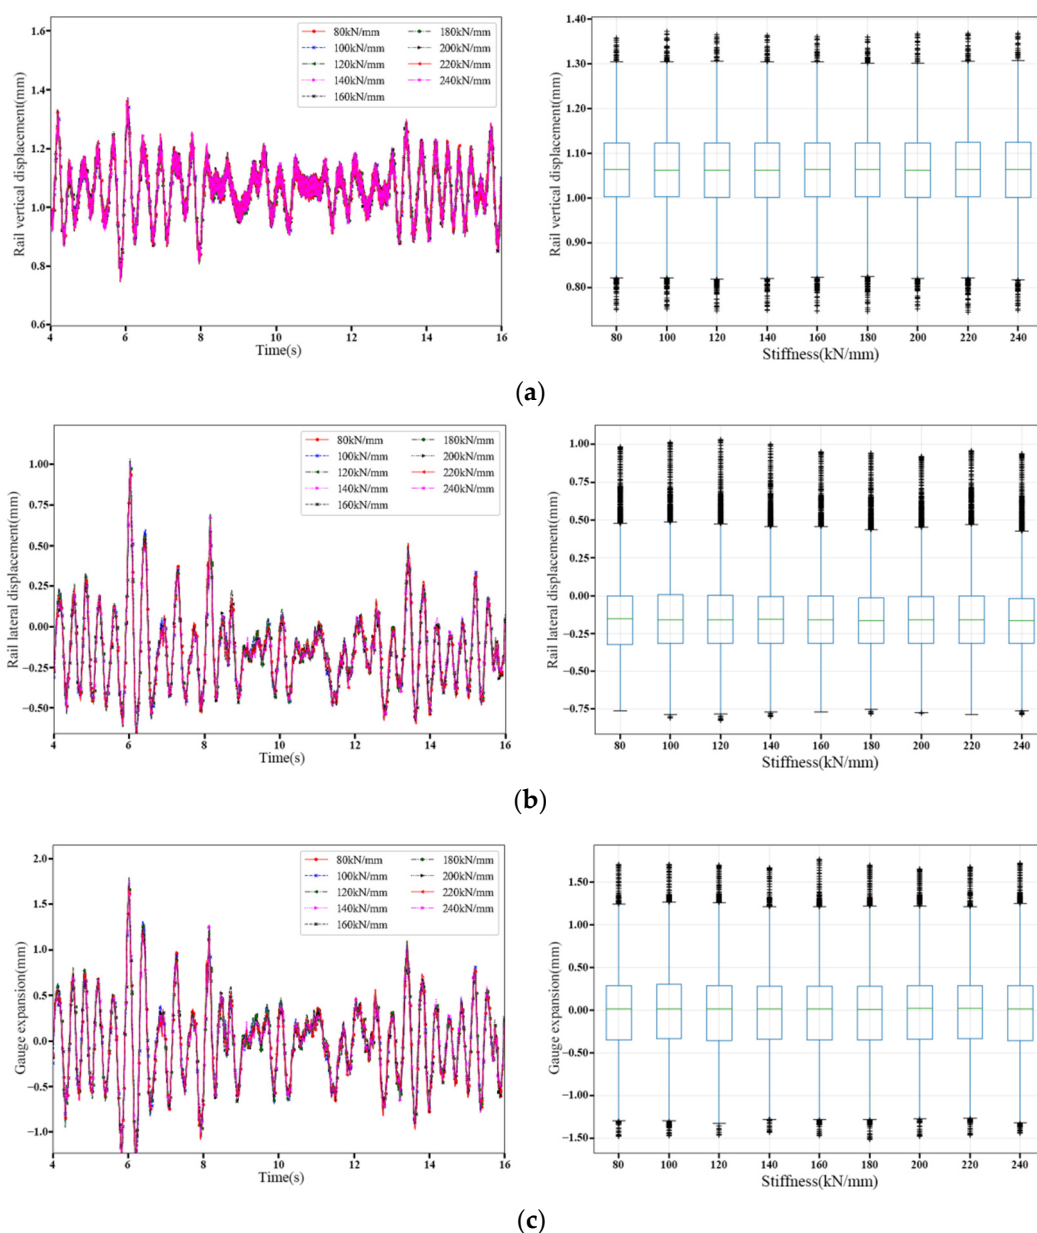 1.6
1.4
1.2
1.0
0.8
0.6
Rail vertical displacement(mm)
80kN/mm 180kN/mm
100kN/mm 200kN/mm
120kN/mm 220kN/mm
140kN/mm 240kN/mm
160kN/mm
4 6 8 10 12 14 16
Time(s)
1.40
1.30
1.20
1.10
1.00
0.90
0.80
Rail vertical displacement(mm)
80 100 120 140 160 180 200 220 240
Stiffness(kN/mm)
(a)
1.00
0.75
0.50
0.25
0.00
−0.25
−0.50
Rail lateral displacement(mm)
80kN/mm 180kN/mm
100kN/mm 200kN/mm
120kN/mm 220kN/mm
140kN/mm 240kN/mm
160kN/mm
4 6 8 10 12 14 16
Time(s)
1.00
0.75
0.50
0.25
0.00
−0.25
−0.50
−0.75
Rail lateral displacement(mm)
80 100 120 140 160 180 200 220 240
Stiffness(kN/mm)
(b)
2.0
1.5
1.0
0.5
0.0
−0.5
−1.0
Gauge expansion(mm)
80kN/mm 180kN/mm
100kN/mm 200kN/mm
120kN/mm 220kN/mm
140kN/mm 240kN/mm
160kN/mm
4 6 8 10 12 14 16
Time(s)
1.50
1.00
0.50
0.00
−0.50
−1.00
−1.50
Gauge expansion(mm)
80 100 120 140 160 180 200 220 240
Stiffness(kN/mm)
(c)